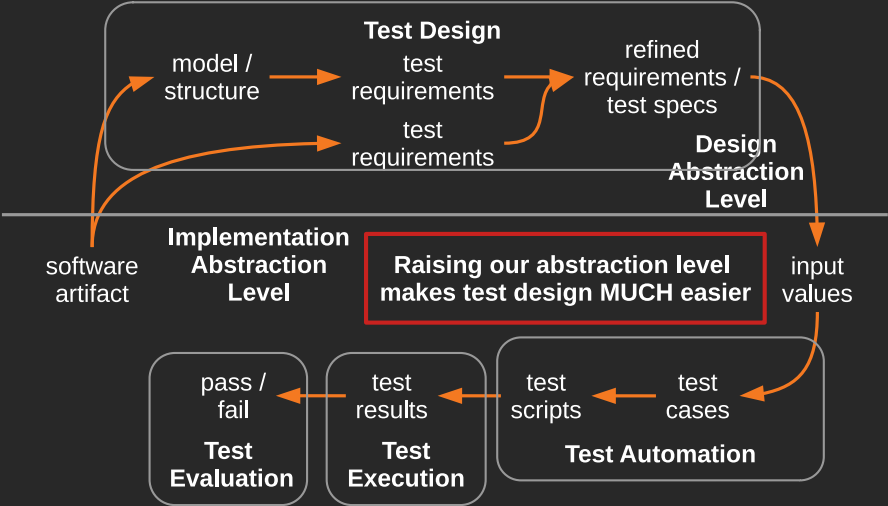 Test Design
model /
structure
test
requirements
refined
requirements /
test specs
test
requirements
Design
Abstraction
Level
software
artifact
Implementation
Abstraction
Level
Raising our abstraction level
makes test design MUCH easier
input
values
pass /
fail
Test
Evaluation
test
results
Test
Execution
test
scripts
test
cases
Test Automation